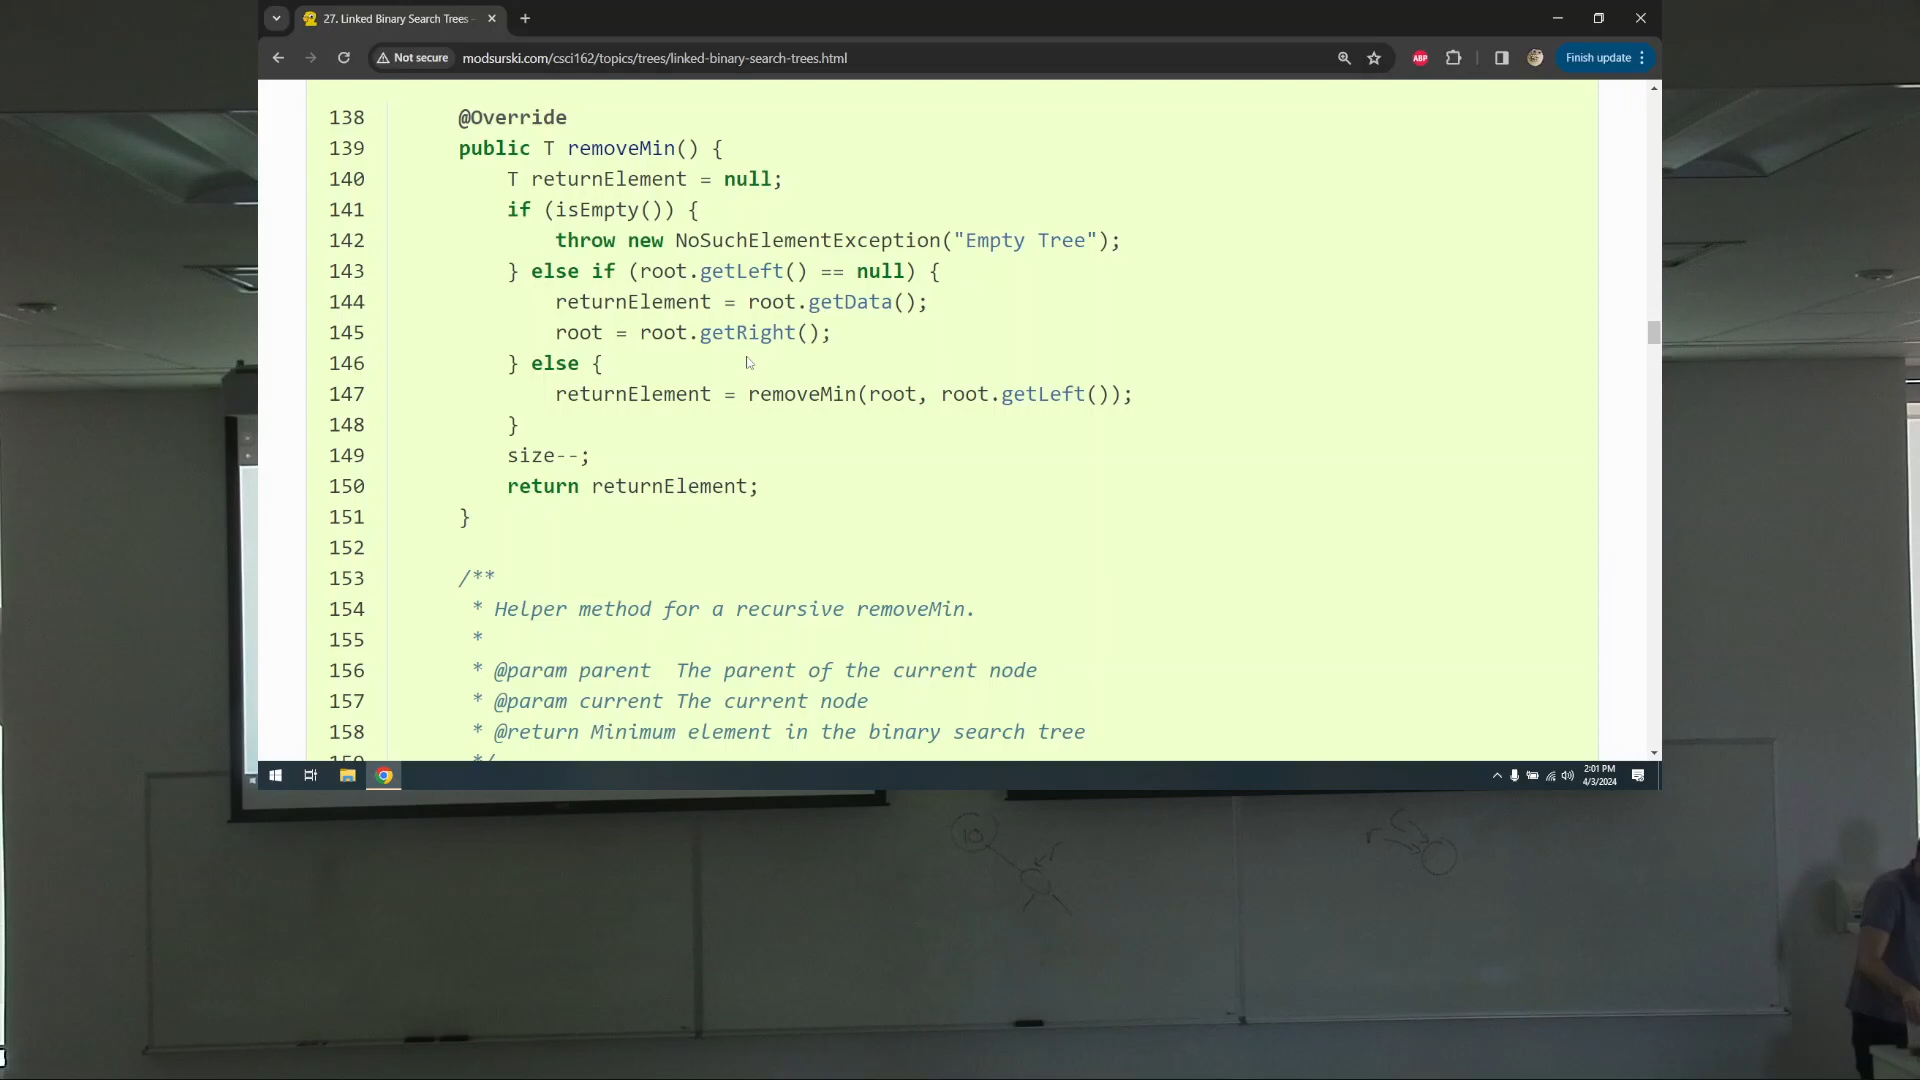 27. Linked Binary Search Trees
Not secure
modsurski.com/csci162/topics/trees/linked-binary-search-trees.html
ABP
Finish update
138 @Override
139 public T removeMin() {
140 T returnElement = null;
141 if (isEmpty()) {
142 throw new NoSuchElementException("Empty Tree");
143 } else if (root.getLeft() == null) {
144 returnElement = root.getData();
145 root = root.getRight();
146 } else {
147 returnElement = removeMin(root, root.getLeft());
148 }
149 size--;
150 return returnElement;
151 }
152
153 /**
154 * Helper method for a recursive removeMin.
155 *
156 * @param parent  The parent of the current node
157 * @param current The current node
158 * @return Minimum element in the binary search tree
159 */
2:01 PM
4/3/2024
10